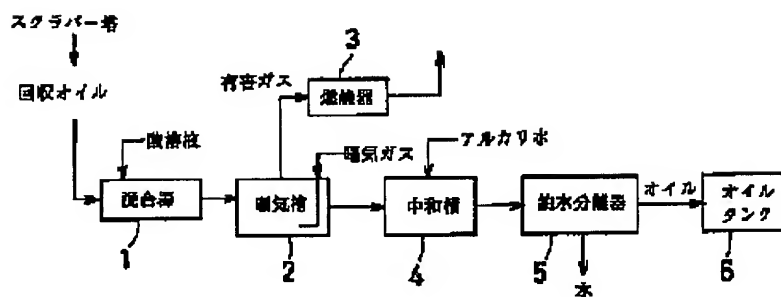 スクラバー塔
回収オイル
酸溶液
混合器
1
有害ガス
3
燃焼器
曝気ガス
曝気槽
2
アルカリ水
中和槽
4
油水分離器
5
水
オイル
オイル
タンク
6